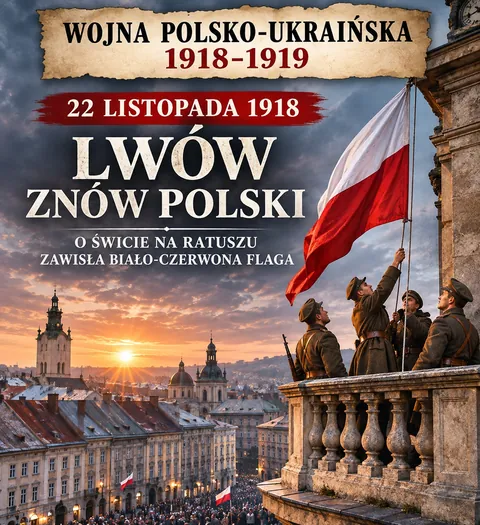 WOJNA POLSKO-UKRAIŃSKA
1918–1919
22 LISTOPADA 1918
LWÓW
ZNÓW POLSKI
O ŚWICIE NA RATUSZU
ZAWISŁA BIAŁO-CZERWONA FLAGA